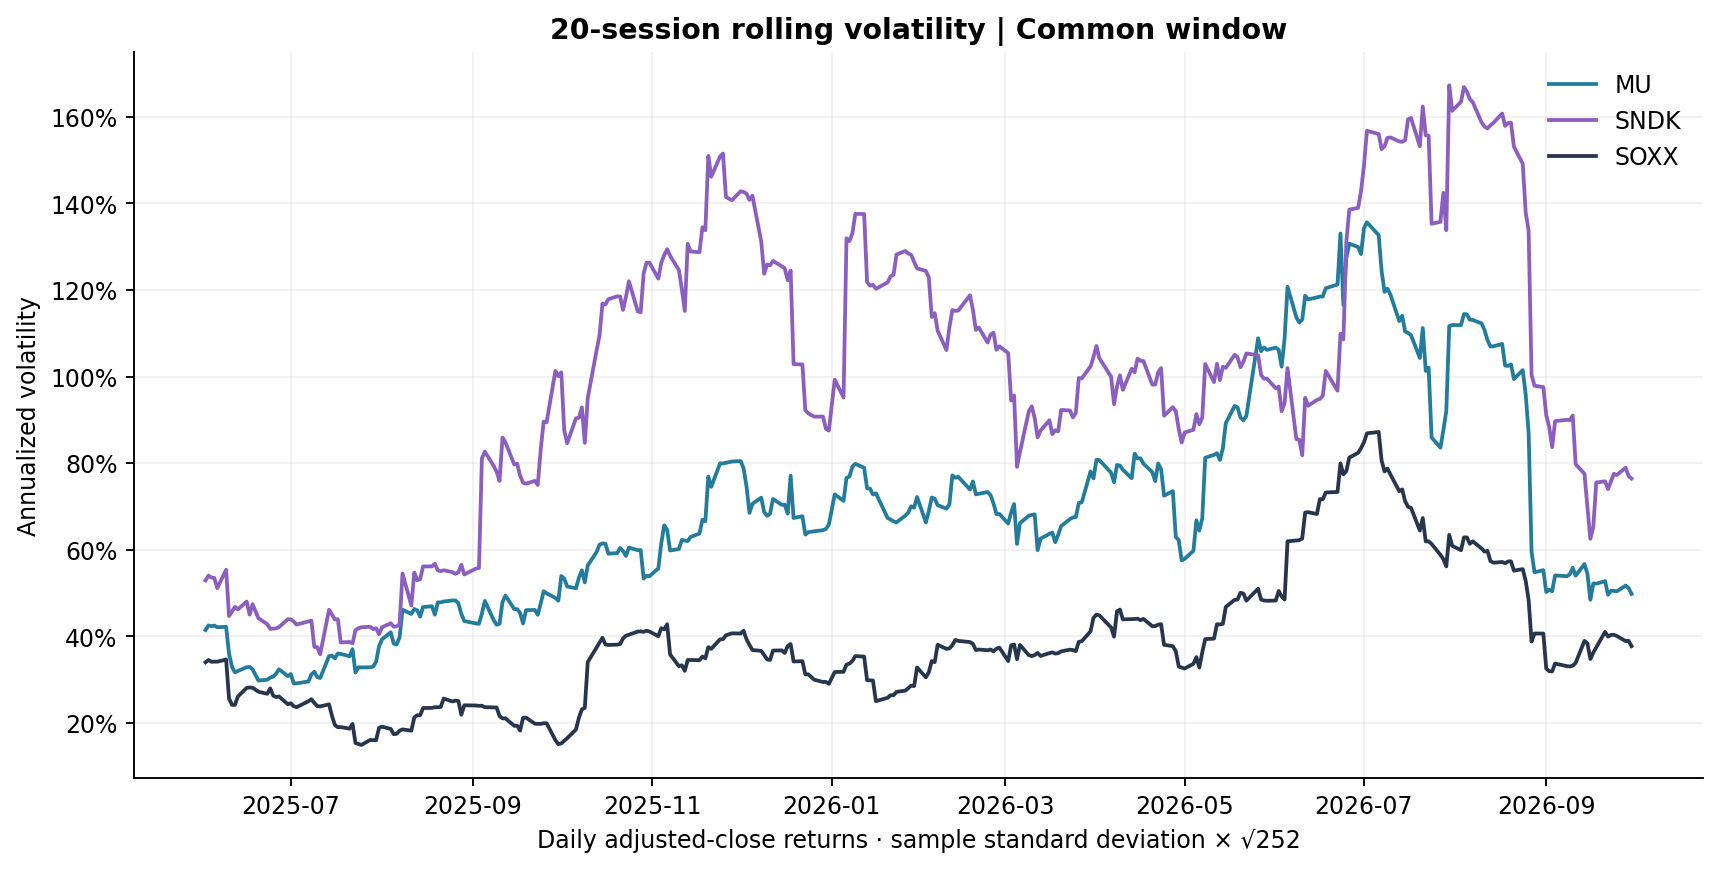 20-session rolling volatility | Common window
MU
SNDK
SOXX
Annualized volatility
160%
140%
120%
100%
80%
60%
40%
20%
2025-07
2025-09
2025-11
2026-01
2026-03
2026-05
2026-07
2026-09
Daily adjusted-close returns · sample standard deviation × √252